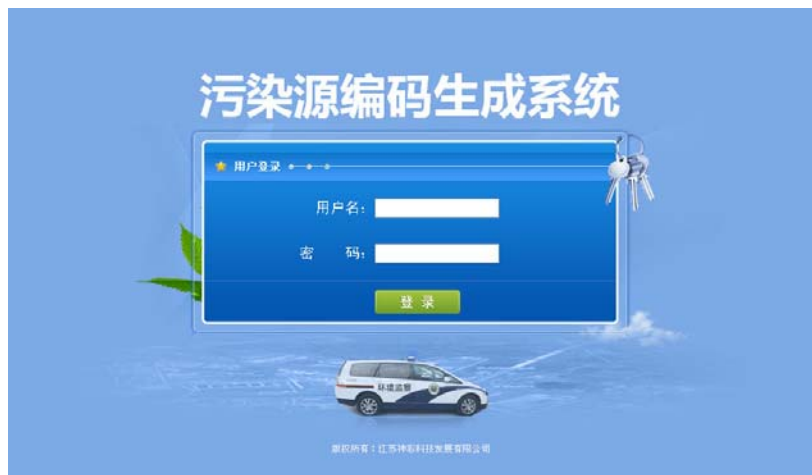 污染源编码生成系统
用户登录
用户名:
密 码:
登 录
环境监察
版权所有:江苏神彩科技发展有限公司